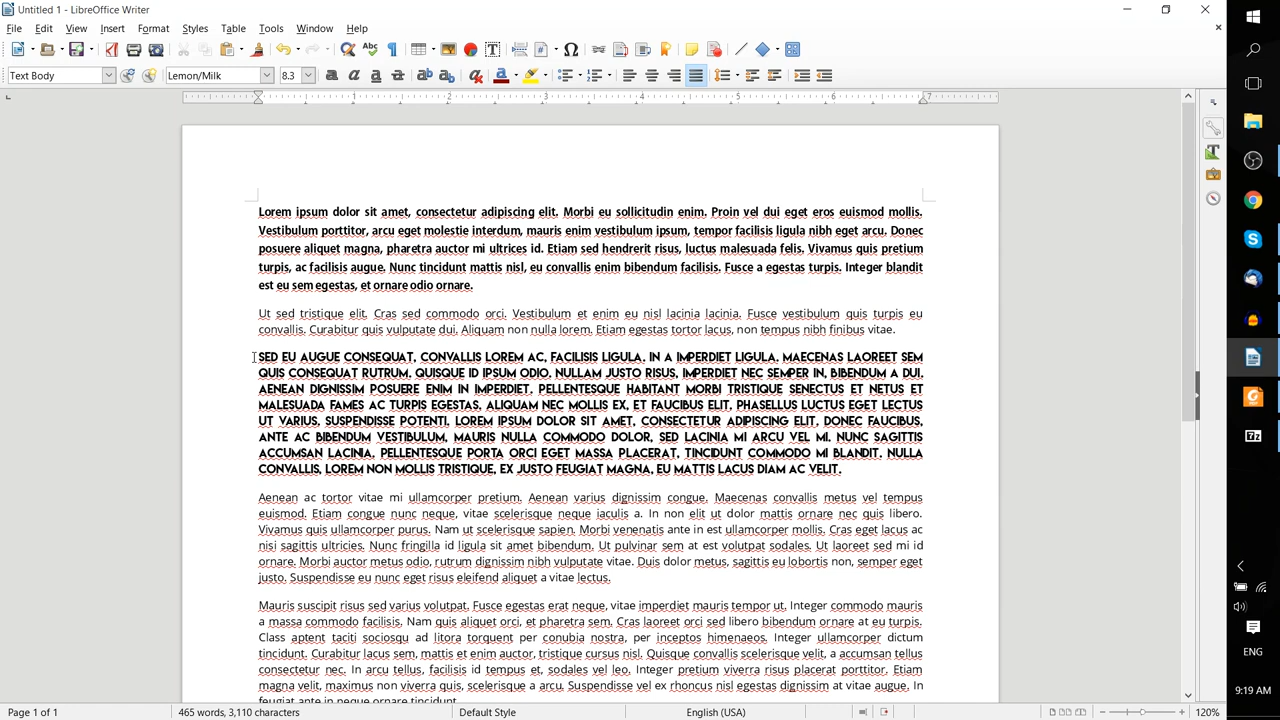 Untitled 1 - LibreOffice Writer
File Edit View Insert Format Styles Table Tools Window Help
Text Body Lemon/Milk 8.3
1 2 3 4 5 6 7
Lorem ipsum dolor sit amet, consectetur adipiscing elit. Morbi eu sollicitudin enim. Proin vel dui eget eros euismod mollis.
Vestibulum porttitor, arcu eget molestie interdum, mauris enim vestibulum ipsum, tempor facilisis ligula nibh eget arcu. Donec
posuere aliquet magna, pharetra auctor mi ultrices id. Etiam sed hendrerit risus, luctus malesuada felis. Vivamus quis pretium
turpis, ac facilisis augue. Nunc tincidunt mattis nisl, eu convallis enim bibendum facilisis. Fusce a egestas turpis. Integer blandit
est eu sem egestas, et ornare odio ornare.
Ut sed tristique elit. Cras sed commodo orci. Vestibulum et enim eu nisl lacinia lacinia. Fusce vestibulum quis turpis eu
convallis. Curabitur quis vulputate dui. Aliquam non nulla lorem. Etiam egestas tortor lacus, non tempus nibh finibus vitae.
SED EU AUGUE CONSEQUAT, CONVALLIS LOREM AC, FACILISIS LIGULA. IN A IMPERDIET LIGULA. MAECENAS LAOREET SEM
QUIS CONSEQUAT RUTRUM. QUISQUE ID IPSUM ODIO. NULLAM JUSTO RISUS, IMPERDIET NEC SEMPER IN, BIBENDUM A DUI.
AENEAN DIGNISSIM POSUERE ENIM IN IMPERDIET. PELLENTESQUE HABITANT MORBI TRISTIQUE SENECTUS ET NETUS ET
MALESUADA FAMES AC TURPIS EGESTAS. ALIQUAM NEC MOLLIS EX, ET FAUCIBUS ELIT. PHASELLUS LUCTUS EGET LECTUS
UT VARIUS. SUSPENDISSE POTENTI. LOREM IPSUM DOLOR SIT AMET, CONSECTETUR ADIPISCING ELIT. DONEC FAUCIBUS,
ANTE AC BIBENDUM VESTIBULUM, MAURIS NULLA COMMODO DOLOR, SED LACINIA MI ARCU VEL MI. NUNC SAGITTIS
ACCUMSAN LACINIA. PELLENTESQUE PORTA ORCI EGET MASSA PLACERAT, TINCIDUNT COMMODO MI BLANDIT. NULLA
CONVALLIS, LOREM NON MOLLIS TRISTIQUE, EX JUSTO FEUGIAT MAGNA, EU MATTIS LACUS DIAM AC VELIT.
Aenean ac tortor vitae mi ullamcorper pretium. Aenean varius dignissim congue. Maecenas convallis metus vel tempus
euismod. Etiam congue nunc neque, vitae scelerisque neque iaculis a. In non elit ut dolor mattis ornare nec quis libero.
Vivamus quis ullamcorper purus. Nam ut scelerisque sapien. Morbi venenatis ante in est ullamcorper mollis. Cras eget lacus ac
nisi sagittis ultricies. Nunc fringilla id ligula sit amet bibendum. Ut pulvinar sem at est volutpat sodales. Ut laoreet sed mi id
ornare. Morbi auctor metus odio, rutrum dignissim nibh vulputate vitae. Duis dolor metus, sagittis eu lobortis non, semper eget
justo. Suspendisse eu nunc eget risus eleifend aliquet a vitae lectus.
Mauris suscipit risus sed varius volutpat. Fusce egestas erat neque, vitae imperdiet mauris tempor ut. Integer commodo mauris
a massa commodo facilisis. Nam quis aliquet orci, et pharetra sem. Cras laoreet orci sed libero bibendum ornare at eu turpis.
Class aptent taciti sociosqu ad litora torquent per conubia nostra, per inceptos himenaeos. Integer ullamcorper dictum
tincidunt. Curabitur lacus sem, mattis et enim auctor, tristique cursus nisl. Quisque convallis scelerisque velit, a accumsan tellus
consectetur nec. In arcu tellus, facilisis id tempus et, sodales vel leo. Integer pretium viverra risus placerat porttitor. Etiam
magna velit, maximus non viverra quis, scelerisque a arcu. Suspendisse vel ex rhoncus nisl egestas dignissim at vitae augue. In
feugiat ante in neque ornare tincidunt.
Page 1 of 1 465 words, 3,110 characters Default Style English (USA) 120%
ENG
9:19 AM